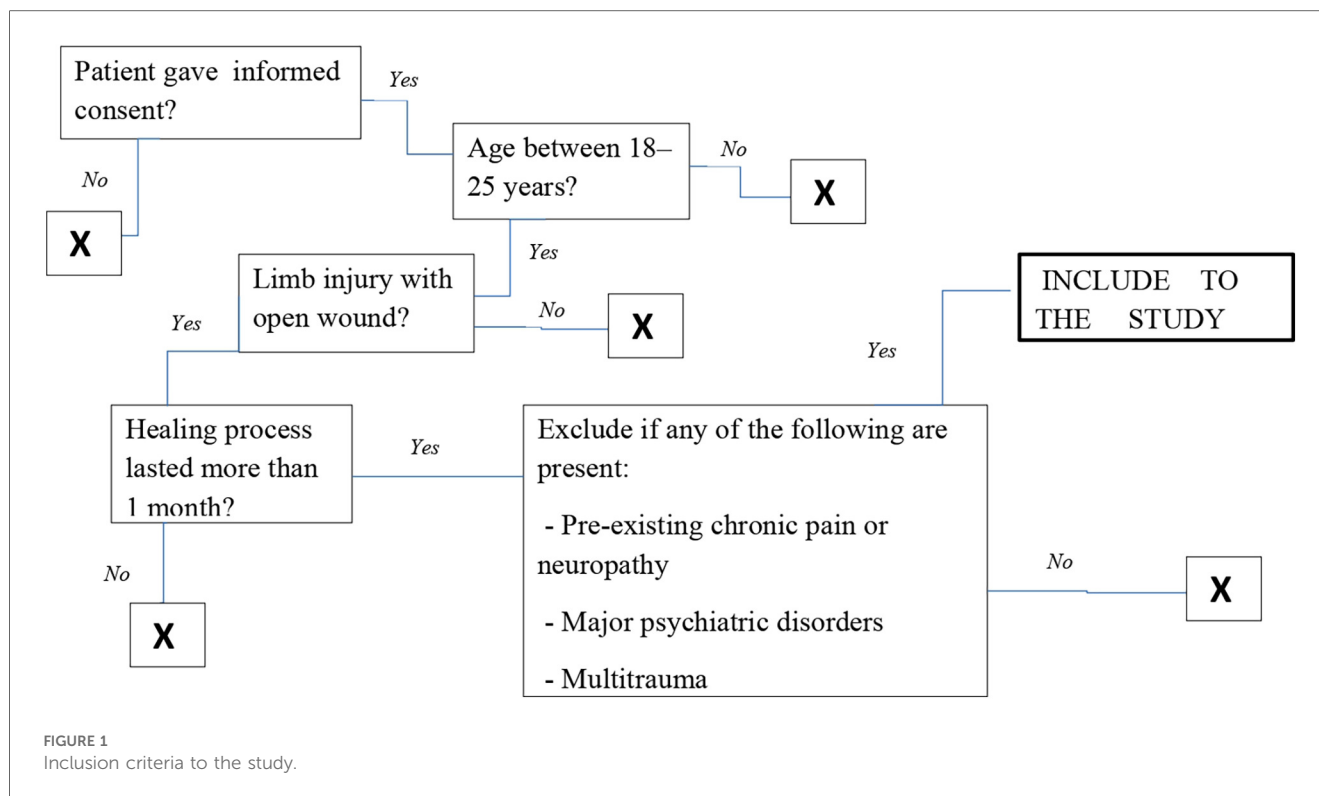 Patient gave informed
consent?
Yes
No
X
Age between 18–
25 years?
No
X
Yes
Limb injury with
open wound?
No
X
Yes
Healing process
lasted more than
1 month?
Yes
No
X
Exclude if any of the following are
present:
- Pre-existing chronic pain or
neuropathy
- Major psychiatric disorders
- Multitrauma
Yes
INCLUDE TO
THE STUDY
No
X
FIGURE 1
Inclusion criteria to the study.